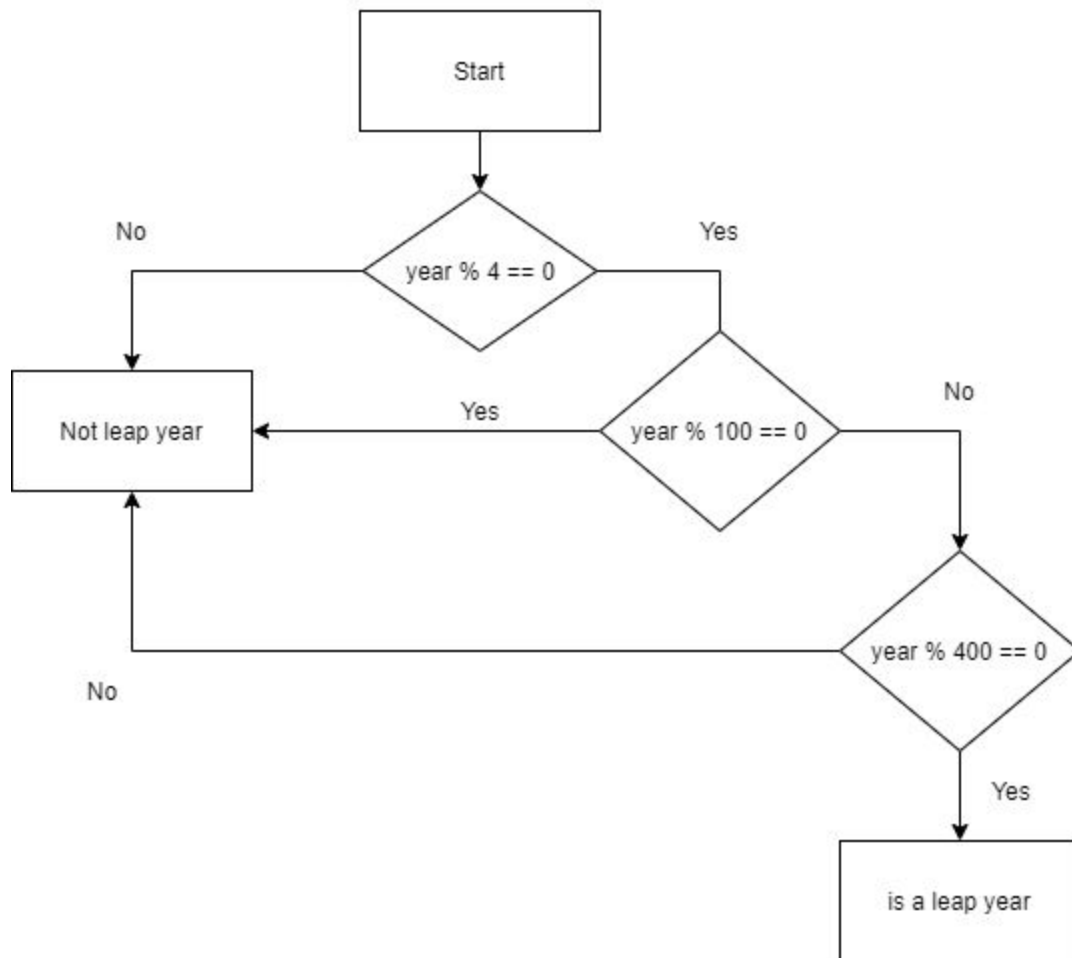 Start
No
Yes
year % 4 == 0
Not leap year
Yes
year % 100 == 0
No
year % 400 == 0
No
Yes
is a leap year